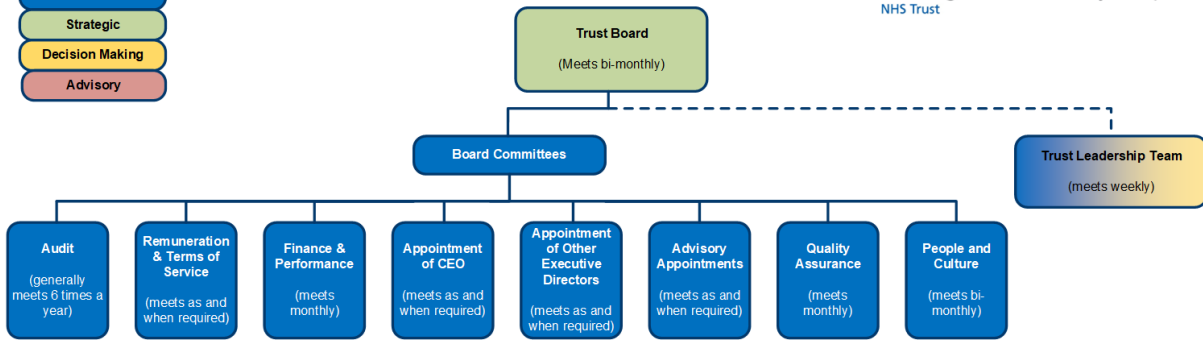 NHS Trust
Strategic
Decision Making
Advisory
Trust Board
(Meets bi-monthly)
Board Committees
Trust Leadership Team
(meets weekly)
Audit
(generally
meets 6 times a
year)
Remuneration
& Terms of
Service
(meets as and
when required)
Finance &
Performance
(meets
monthly)
Appointment
of CEO
(meets as and
when required)
Appointment
of Other
Executive
Directors
(meets as and
when required)
Advisory
Appointments
(meets as and
when required)
Quality
Assurance
(meets
monthly)
People and
Culture
(meets bi-
monthly)